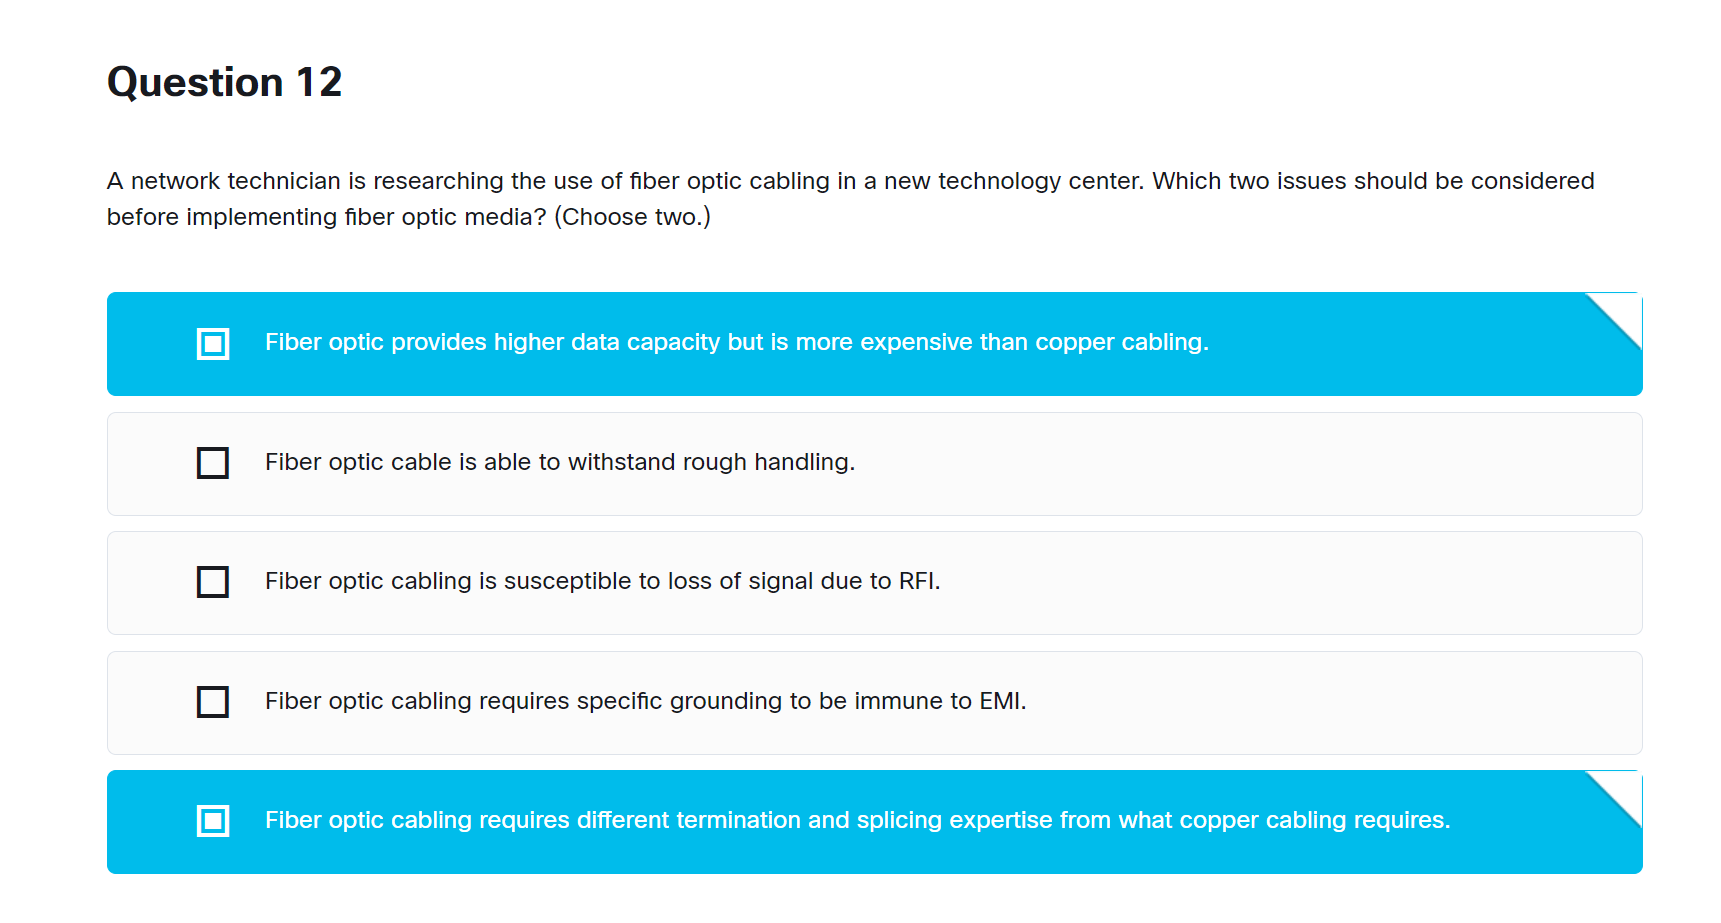 Question 12
A network technician is researching the use of fiber optic cabling in a new technology center. Which two issues should be considered
before implementing fiber optic media? (Choose two.)
Fiber optic provides higher data capacity but is more expensive than copper cabling.
Fiber optic cable is able to withstand rough handling.
Fiber optic cabling is susceptible to loss of signal due to RFI.
Fiber optic cabling requires specific grounding to be immune to EMI.
Fiber optic cabling requires different termination and splicing expertise from what copper cabling requires.